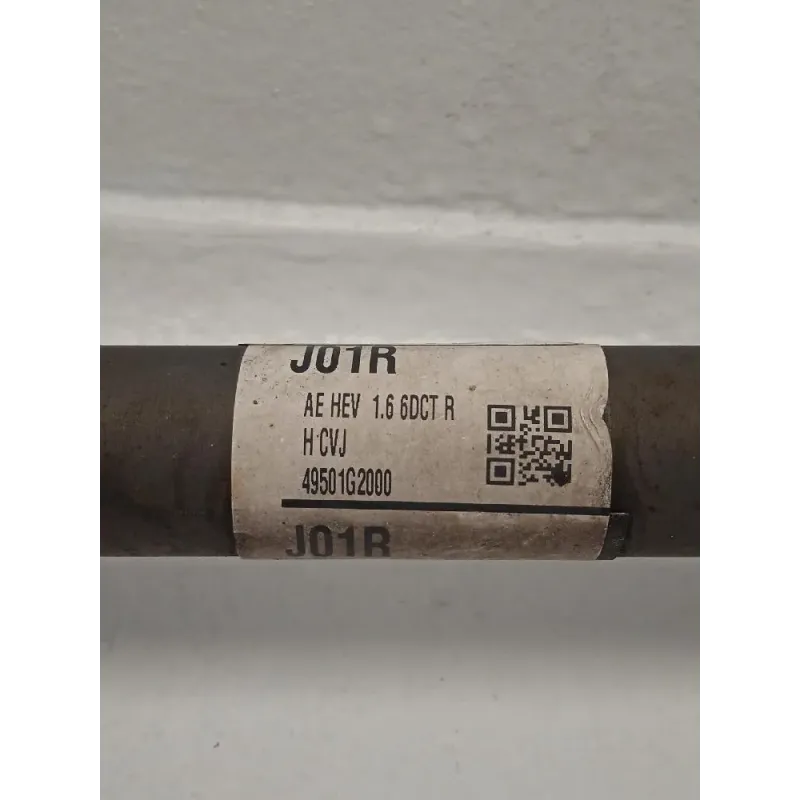 J01R
AE HEV 1.6 6DCT R
H CVJ
49501G2000
J01R